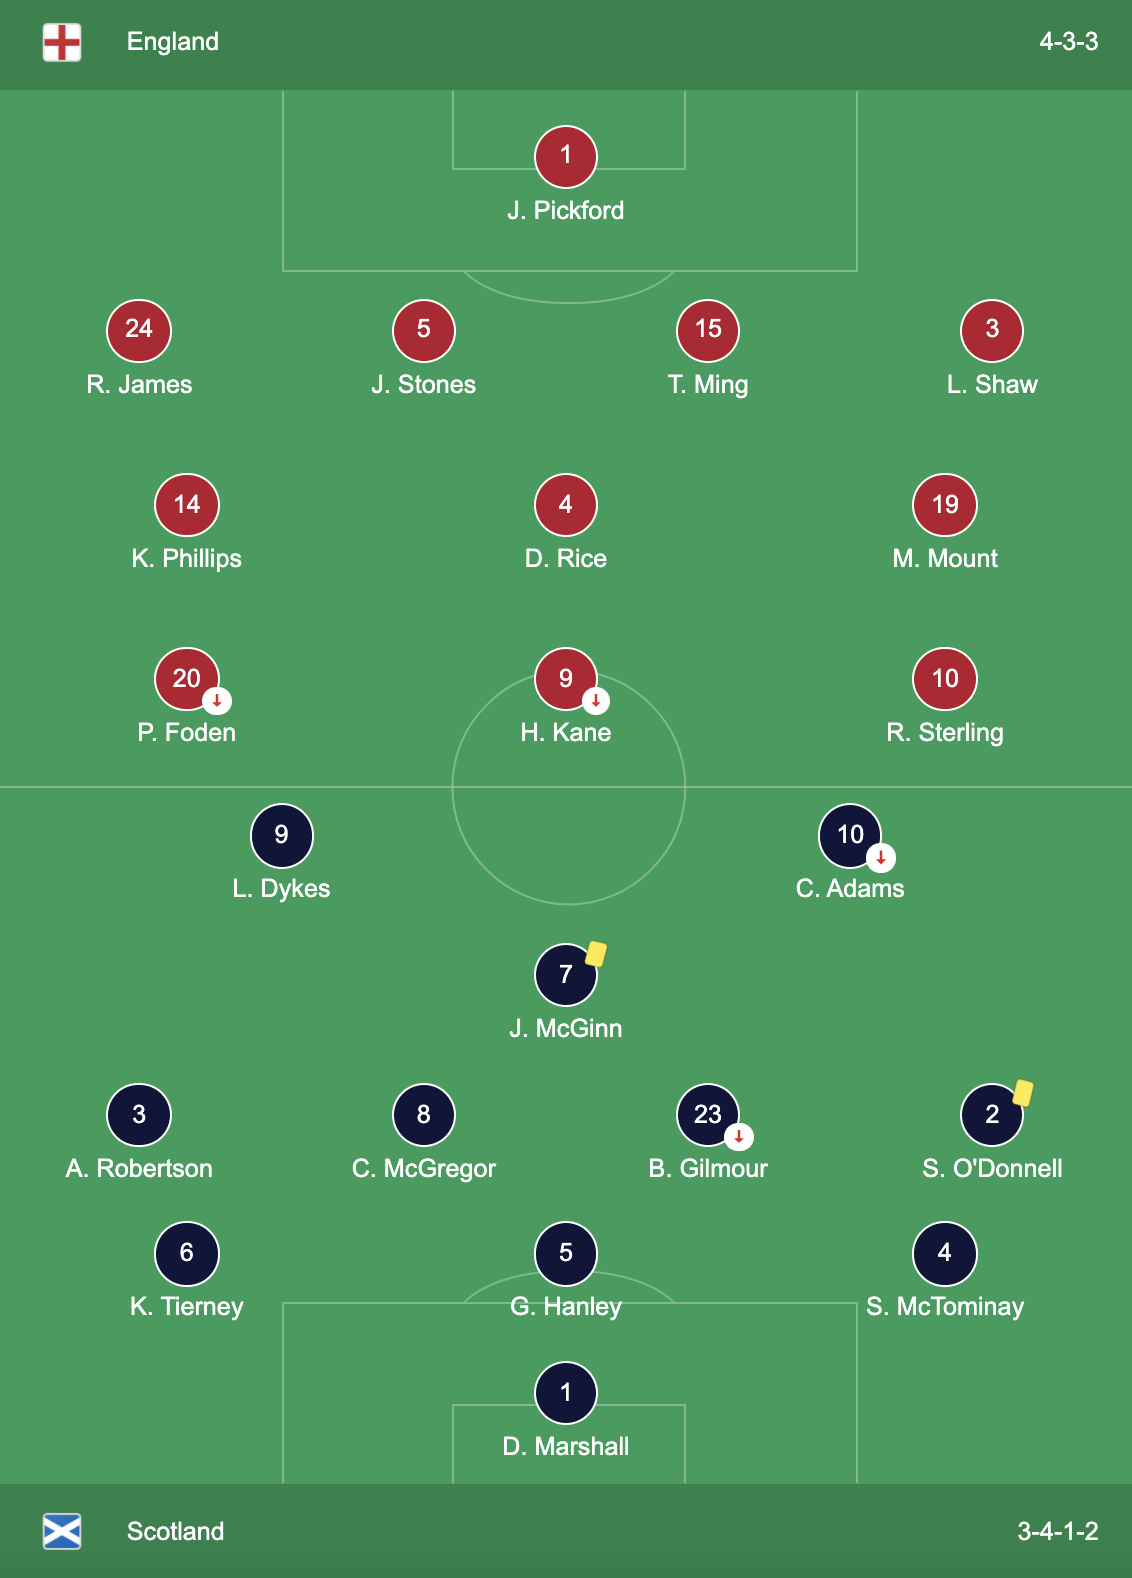 England 4-3-3
1
J. Pickford
24 5 15 3
R. James J. Stones T. Ming L. Shaw
14 4 19
K. Phillips D. Rice M. Mount
20 9 10
P. Foden H. Kane R. Sterling
9 10
L. Dykes C. Adams
7
J. McGinn
3 8 23 2
A. Robertson C. McGregor B. Gilmour S. O'Donnell
6 5 4
K. Tierney G. Hanley S. McTominay
1
D. Marshall
Scotland 3-4-1-2